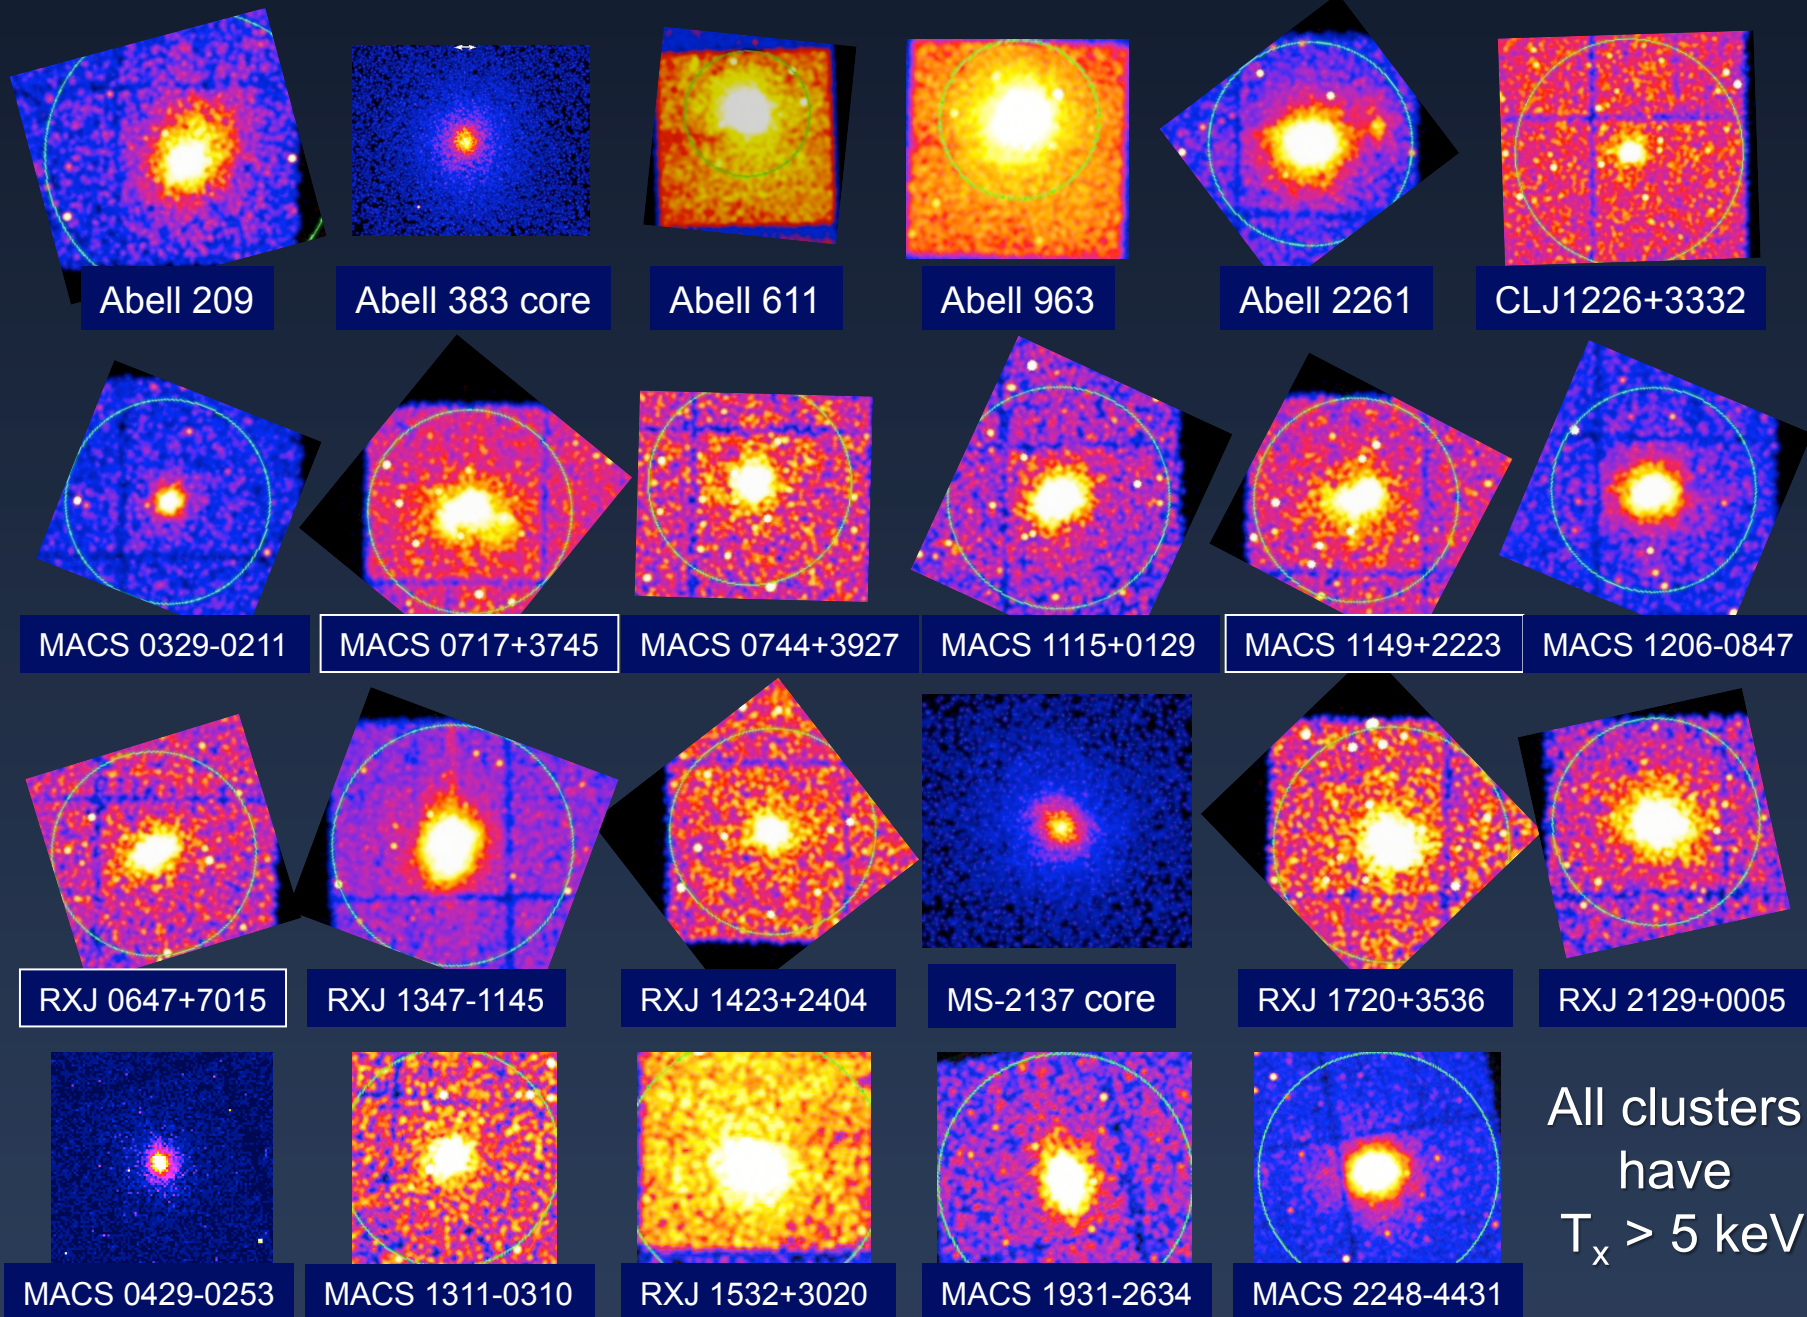 Abell 209
Abell 383 core
Abell 611
Abell 963
Abell 2261
CLJ1226+3332
MACS 0329-0211
MACS 0717+3745
MACS 0744+3927
MACS 1115+0129
MACS 1149+2223
MACS 1206-0847
RXJ 0647+7015
RXJ 1347-1145
RXJ 1423+2404
MS-2137 core
RXJ 1720+3536
RXJ 2129+0005
All clusters
have
Tx > 5 keV
MACS 0429-0253
MACS 1311-0310
RXJ 1532+3020
MACS 1931-2634
MACS 2248-4431